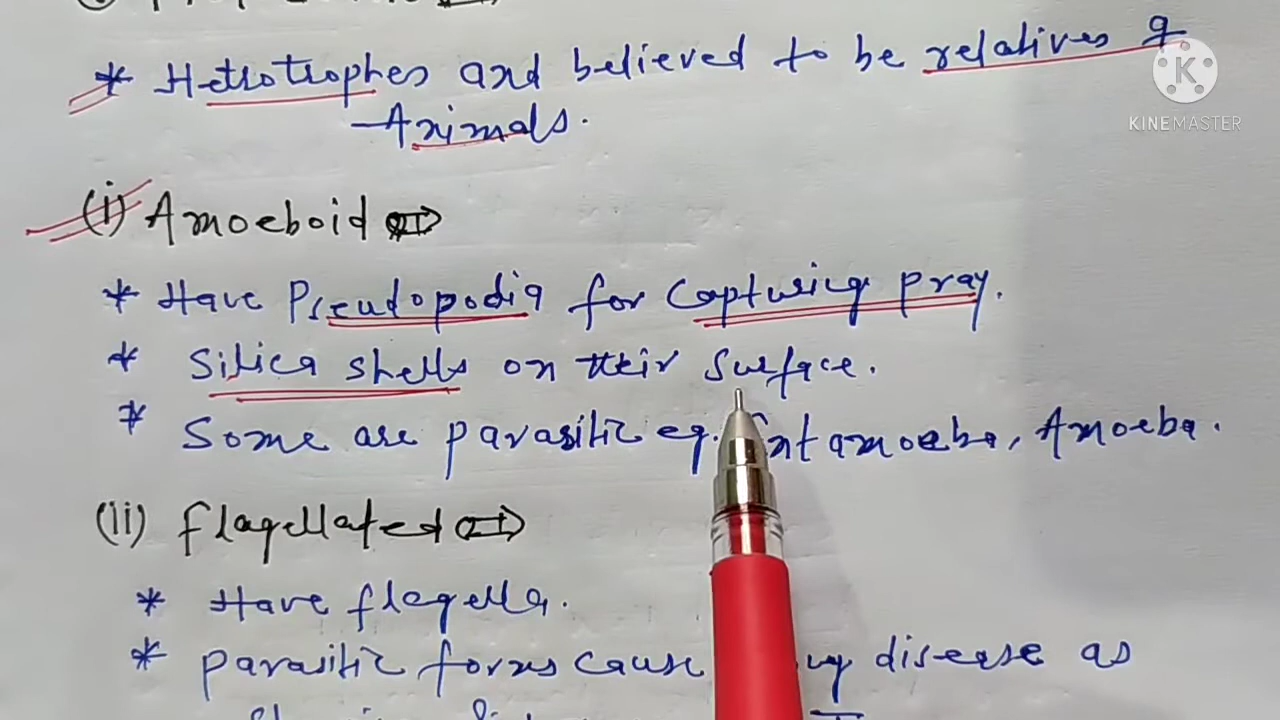 * Hetrotrophes and believed to be relatives of
Animals.
K
KINEMASTER
(i) Amoeboid ⇒
* Have Pseudopodia for Capturing pray.
* Silica shells on their surface.
* Some are parasitic eg. Entamoeba, Amoeba.
(ii) flagellated ⇒
* Have flagella.
* parasitic forms cause disease as